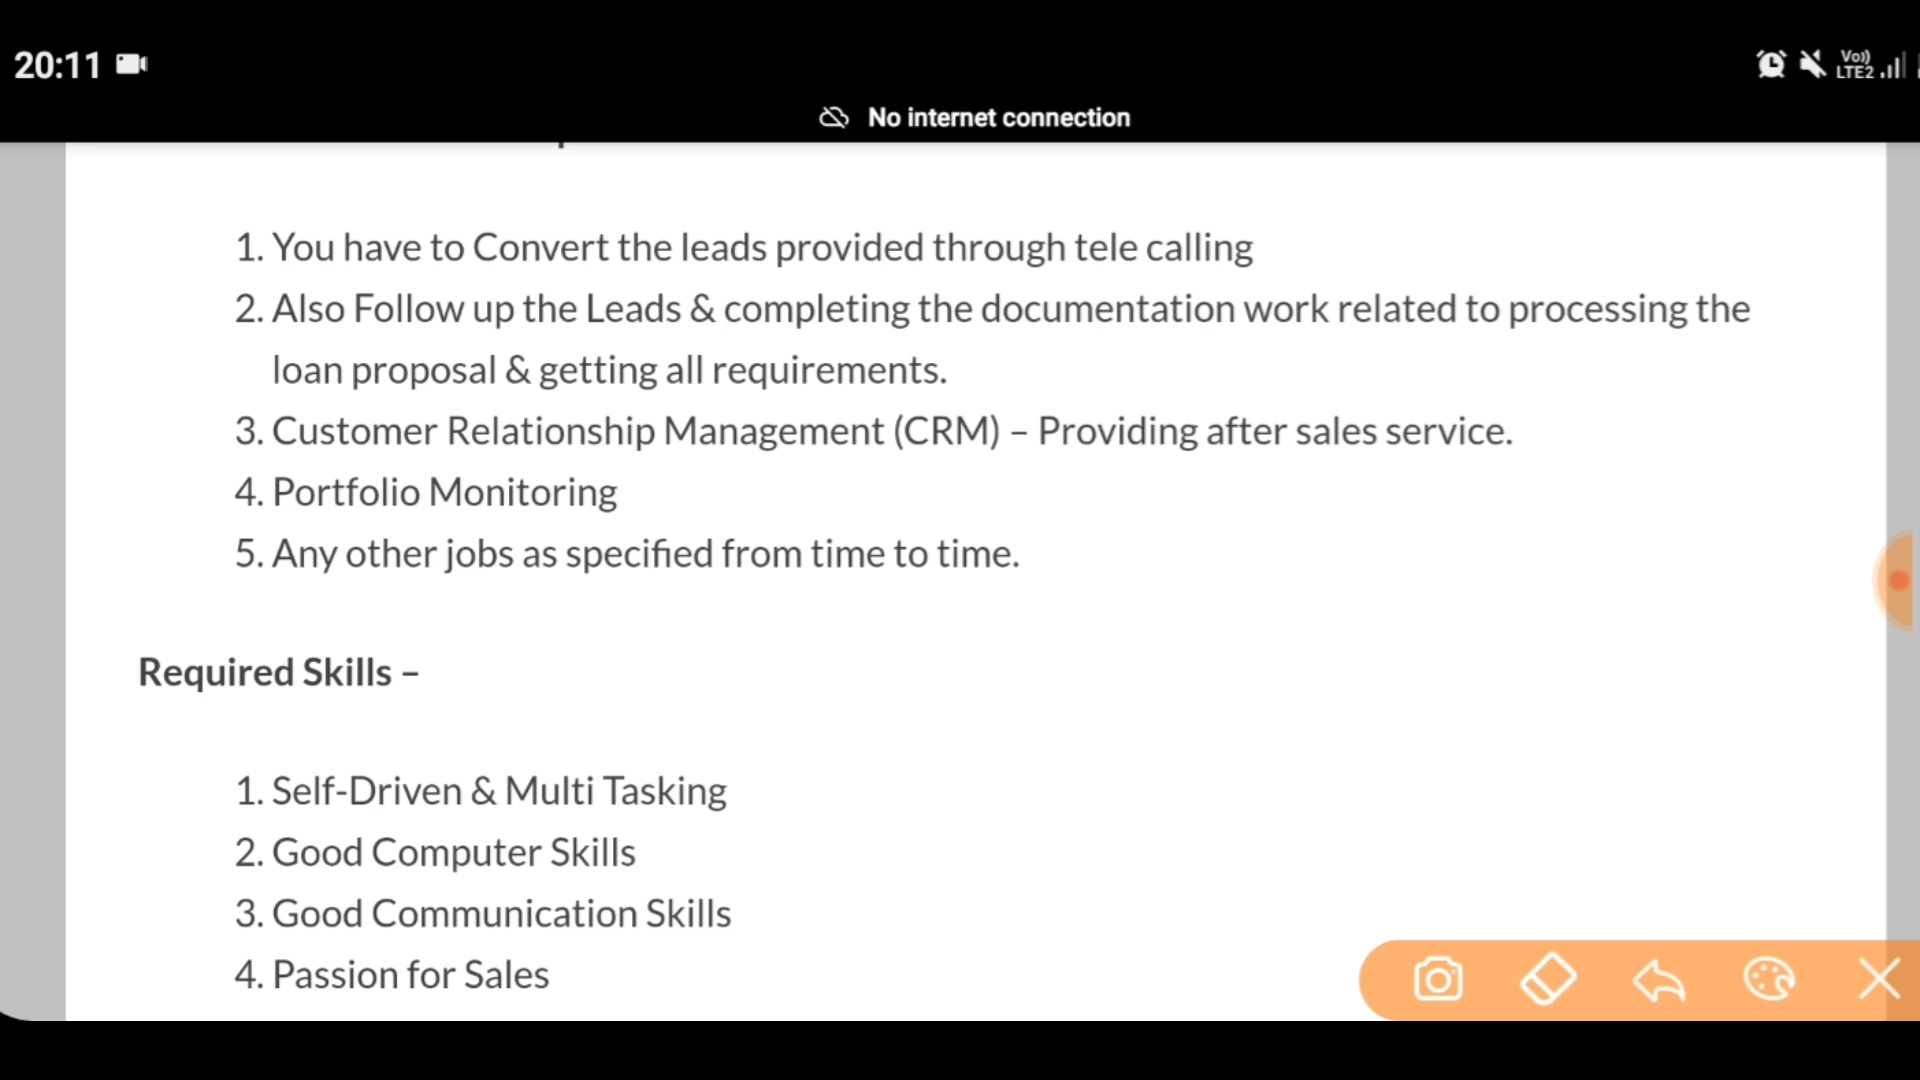 20:11
Vo))
LTE2
No internet connection
1. You have to Convert the leads provided through tele calling
2. Also Follow up the Leads & completing the documentation work related to processing the
loan proposal & getting all requirements.
3. Customer Relationship Management (CRM) – Providing after sales service.
4. Portfolio Monitoring
5. Any other jobs as specified from time to time.
Required Skills –
1. Self-Driven & Multi Tasking
2. Good Computer Skills
3. Good Communication Skills
4. Passion for Sales